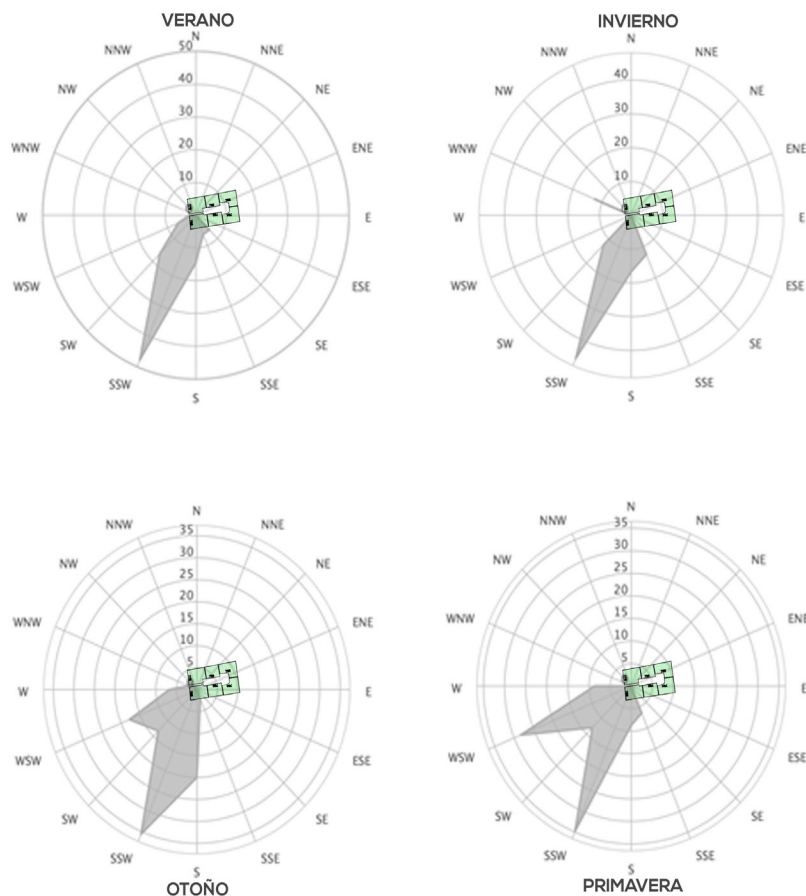 VERANO
N
NNW
NNE
50
NW
NE
40
30
WNW
ENE
20
10
W
E
WSW
ESE
SW
SE
SSW
SSE
S
INVIERNO
N
NNW
NNE
40
NW
NE
30
WNW
ENE
20
10
W
E
WSW
ESE
SW
SE
SSW
SSE
S
N
NNW
NNE
35
30
NW
NE
25
20
WNW
ENE
15
10
5
W
E
WSW
ESE
SW
SE
SSW
SSE
S
OTOÑO
N
NNW
NNE
35
30
NW
NE
25
20
WNW
ENE
15
10
5
W
E
WSW
ESE
SW
SE
SSW
SSE
S
PRIMAVERA